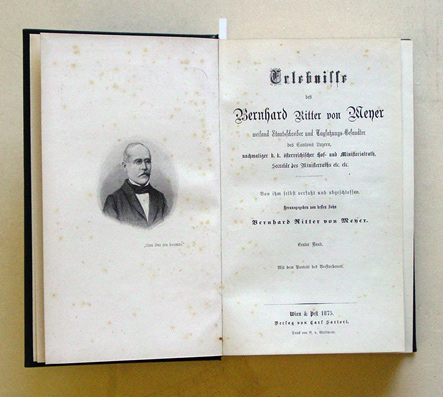 Erlebnisse
des
Bernhard Ritter von Meyer
weiland Staatsschreiber und Tagsatzungs-Gesandter
des Cantons Luzern,
nachmaliger k. k. österreichischer Hof- und Ministerialrath,
Secretär des Ministerraths etc. etc.
Von ihm selbst verfaßt und abgeschlossen.
Herausgegeben von dessen Sohn
Bernhard Ritter von Meyer.
Erster Band.
Mit dem Portrait des Verfassers.
Wien & Pest 1875.
Verlag von Carl Sartori.
Druck von